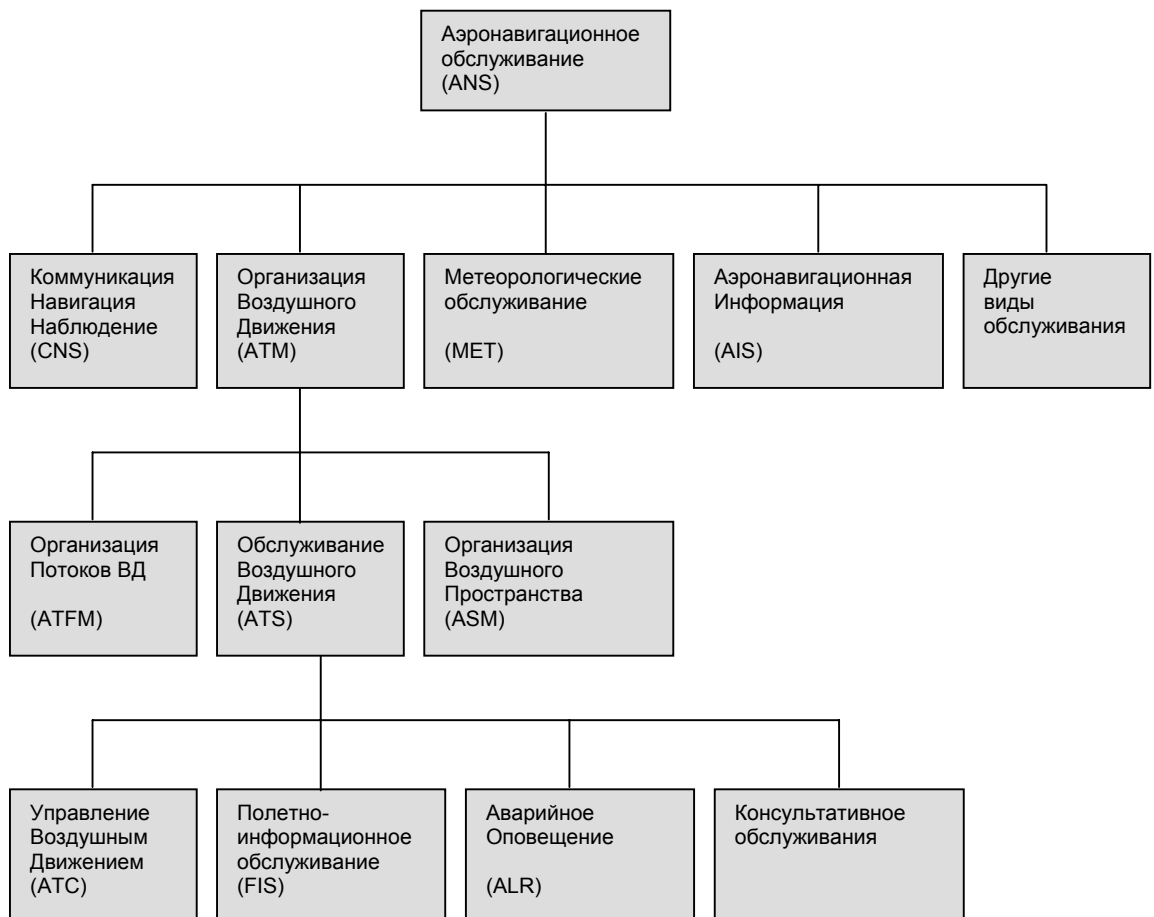 Аэронавигационное
обслуживание
(ANS)
Коммуникация
Навигация
Наблюдение
(CNS)
Организация
Воздушного
Движения
(ATM)
Метеорологические
обслуживание
(MET)
Аэронавигационная
Информация
(AIS)
Другие
виды
обслуживания
Организация
Потоков ВД
(ATFM)
Обслуживание
Воздушного
Движения
(ATS)
Организация
Воздушного
Пространства
(ASM)
Управление
Воздушным
Движением
(ATC)
Полетно-
информационное
обслуживание
(FIS)
Аварийное
Оповещение
(ALR)
Консультативное
обслуживания